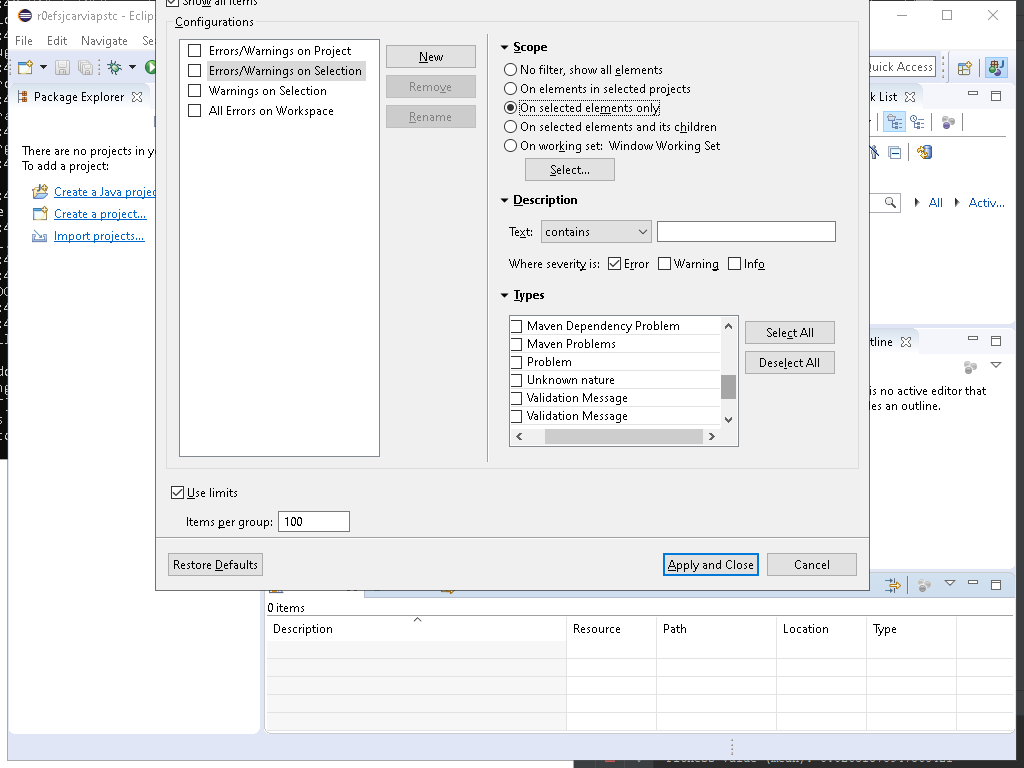 r0efsjcarviapstc - Eclip
Show all items
File Edit Navigate Se
Configurations
Errors/Warnings on Project
Errors/Warnings on Selection
Warnings on Selection
All Errors on Workspace
New
Remove
Rename
Scope
No filter, show all elements
On elements in selected projects
On selected elements only
On selected elements and its children
On working set: Window Working Set
Select...
Description
Text: contains
Where severity is: Error Warning Info
Types
Maven Dependency Problem
Maven Problems
Problem
Unknown nature
Validation Message
Validation Message
Select All
Deselect All
Use limits
Items per group: 100
Restore Defaults
Apply and Close
Cancel
Quick Access
Package Explorer
There are no projects in y
To add a project:
Create a Java projec
Create a project...
Import projects...
k List
All Activ...
tline
is no active editor that
es an outline.
0 items
Description Resource Path Location Type